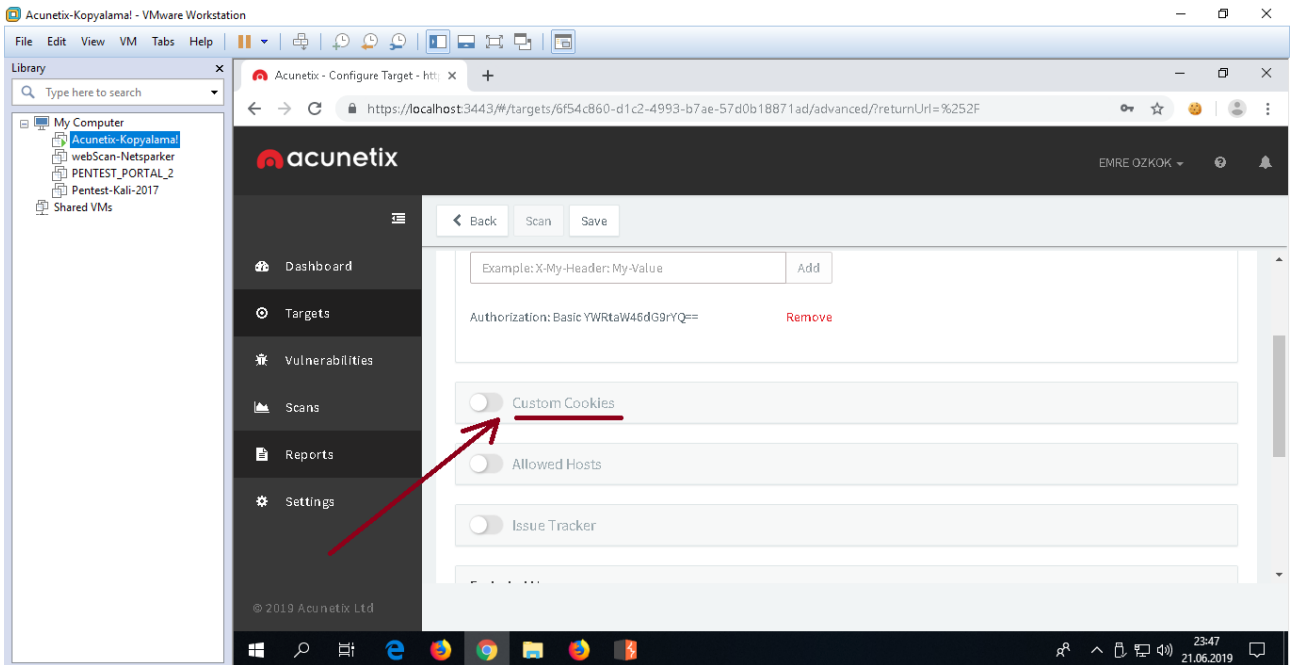 Acunetix-Kopyalama! - VMware Workstation
File Edit View VM Tabs Help
Library
Type here to search
My Computer
Acunetix-Kopyalama!
webScan-Netsparker
PENTEST_PORTAL_2
Pentest-Kali-2017
Shared VMs
Acunetix - Configure Target - htt
https://localhost:3443/#/targets/6f54c860-d1c2-4993-b7ae-57d0b18871ad/advanced/?returnUrl=%252F
acunetix
EMRE OZKOK
Back Scan Save
Dashboard
Targets
Vulnerabilities
Scans
Reports
Settings
© 2019 Acunetix Ltd
Example: X-My-Header: My-Value
Add
Authorization: Basic YWRtaW46dG9rYQ==
Remove
Custom Cookies
Allowed Hosts
Issue Tracker
23:47
21.06.2019